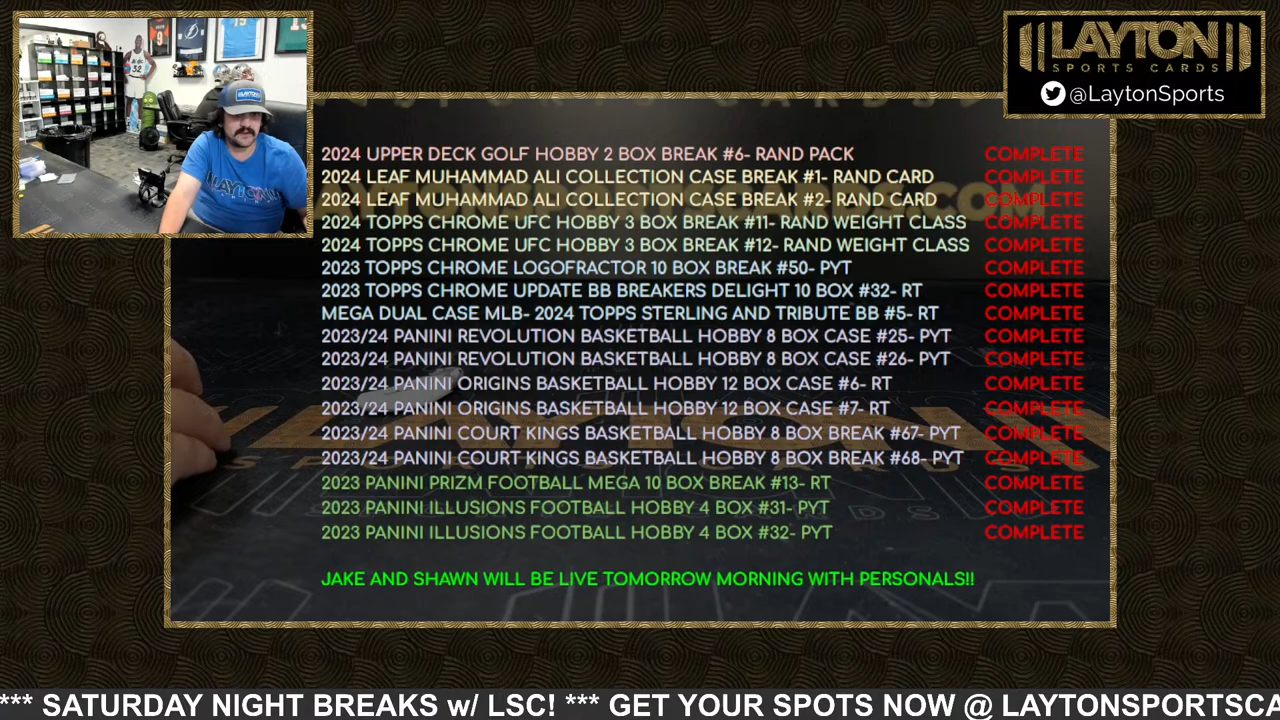 LAYTON
SPORTS CARDS
@LaytonSports
2024 UPPER DECK GOLF HOBBY 2 BOX BREAK #6- RAND PACK COMPLETE
2024 LEAF MUHAMMAD ALI COLLECTION CASE BREAK #1- RAND CARD COMPLETE
2024 LEAF MUHAMMAD ALI COLLECTION CASE BREAK #2- RAND CARD COMPLETE
2024 TOPPS CHROME UFC HOBBY 3 BOX BREAK #11- RAND WEIGHT CLASS COMPLETE
2024 TOPPS CHROME UFC HOBBY 3 BOX BREAK #12- RAND WEIGHT CLASS COMPLETE
2023 TOPPS CHROME LOGOFRACTOR 10 BOX BREAK #50- PYT COMPLETE
2023 TOPPS CHROME UPDATE BB BREAKERS DELIGHT 10 BOX #32- RT COMPLETE
MEGA DUAL CASE MLB- 2024 TOPPS STERLING AND TRIBUTE BB #5- RT COMPLETE
2023/24 PANINI REVOLUTION BASKETBALL HOBBY 8 BOX CASE #25- PYT COMPLETE
2023/24 PANINI REVOLUTION BASKETBALL HOBBY 8 BOX CASE #26- PYT COMPLETE
2023/24 PANINI ORIGINS BASKETBALL HOBBY 12 BOX CASE #6- RT COMPLETE
2023/24 PANINI ORIGINS BASKETBALL HOBBY 12 BOX CASE #7- RT COMPLETE
2023/24 PANINI COURT KINGS BASKETBALL HOBBY 8 BOX BREAK #67- PYT COMPLETE
2023/24 PANINI COURT KINGS BASKETBALL HOBBY 8 BOX BREAK #68- PYT COMPLETE
2023 PANINI PRIZM FOOTBALL MEGA 10 BOX BREAK #13- RT COMPLETE
2023 PANINI ILLUSIONS FOOTBALL HOBBY 4 BOX #31- PYT COMPLETE
2023 PANINI ILLUSIONS FOOTBALL HOBBY 4 BOX #32- PYT COMPLETE
JAKE AND SHAWN WILL BE LIVE TOMORROW MORNING WITH PERSONALS!!
*** SATURDAY NIGHT BREAKS w/ LSC! *** GET YOUR SPOTS NOW @ LAYTONSPORTSCA